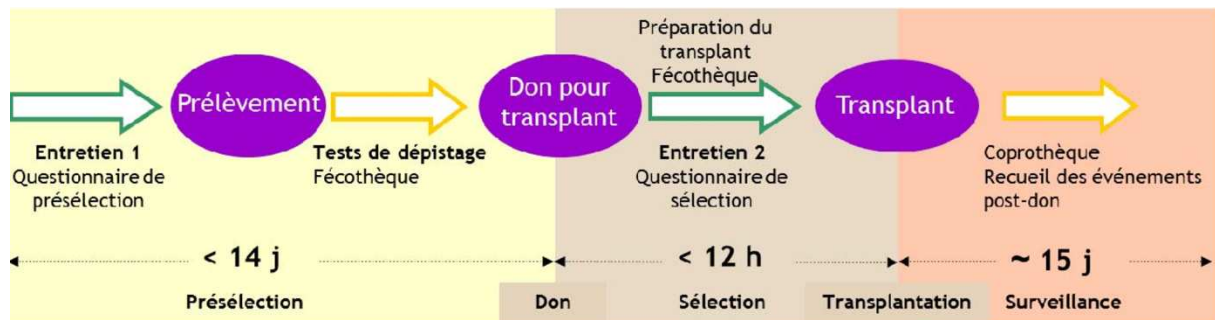 Entretien 1
Questionnaire de
présélection
Prélèvement
Tests de dépistage
Fécothèque
Don pour
transplant
Préparation du
transplant
Fécothèque
Entretien 2
Questionnaire de
sélection
Transplant
Coprothèque
Recueil des événements
post-don
< 14 j
< 12 h
~ 15 j
Présélection
Don
Sélection
Transplantation
Surveillance